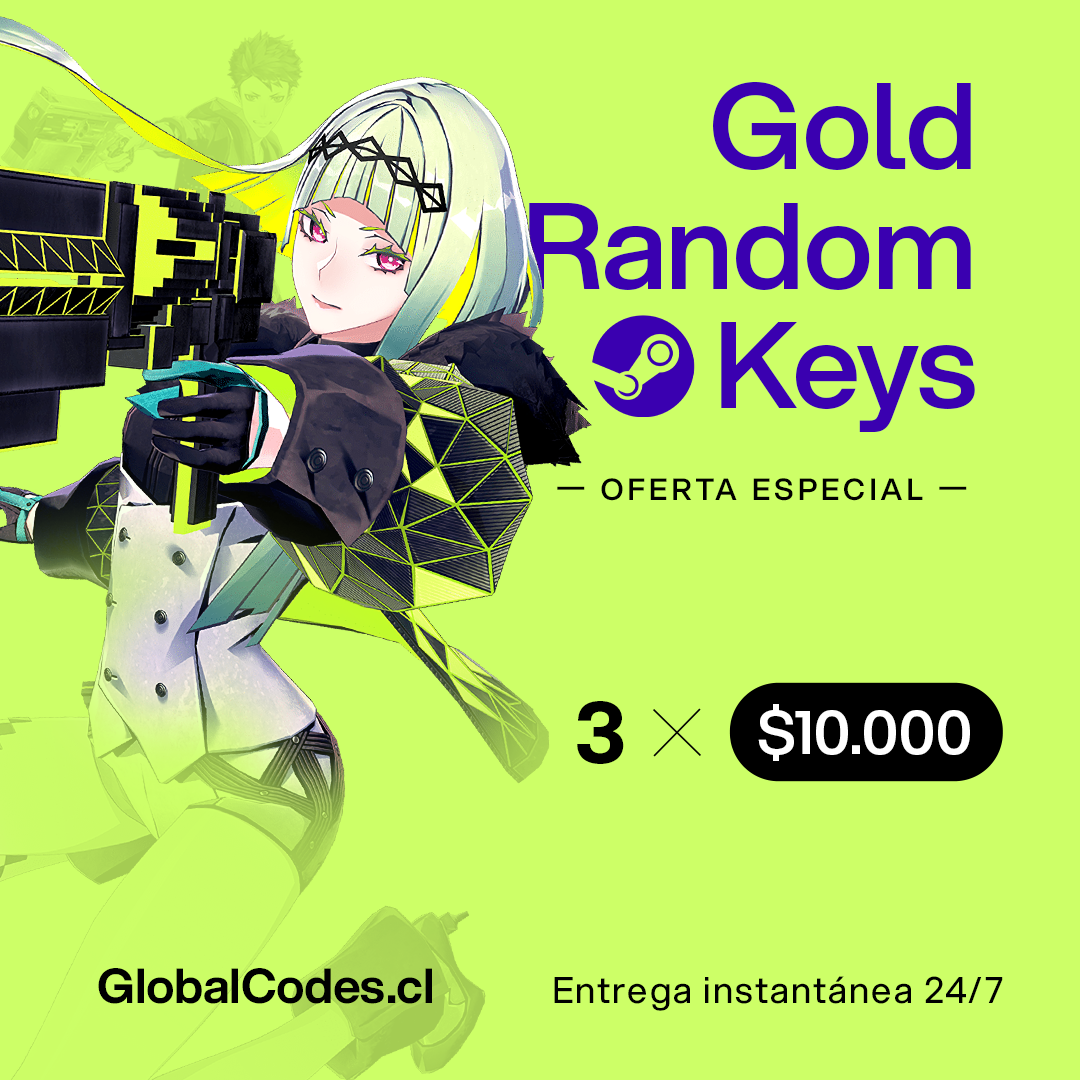 Gold
Random
Keys
— OFERTA ESPECIAL —
3 × $10.000
GlobalCodes.cl
Entrega instantánea 24/7